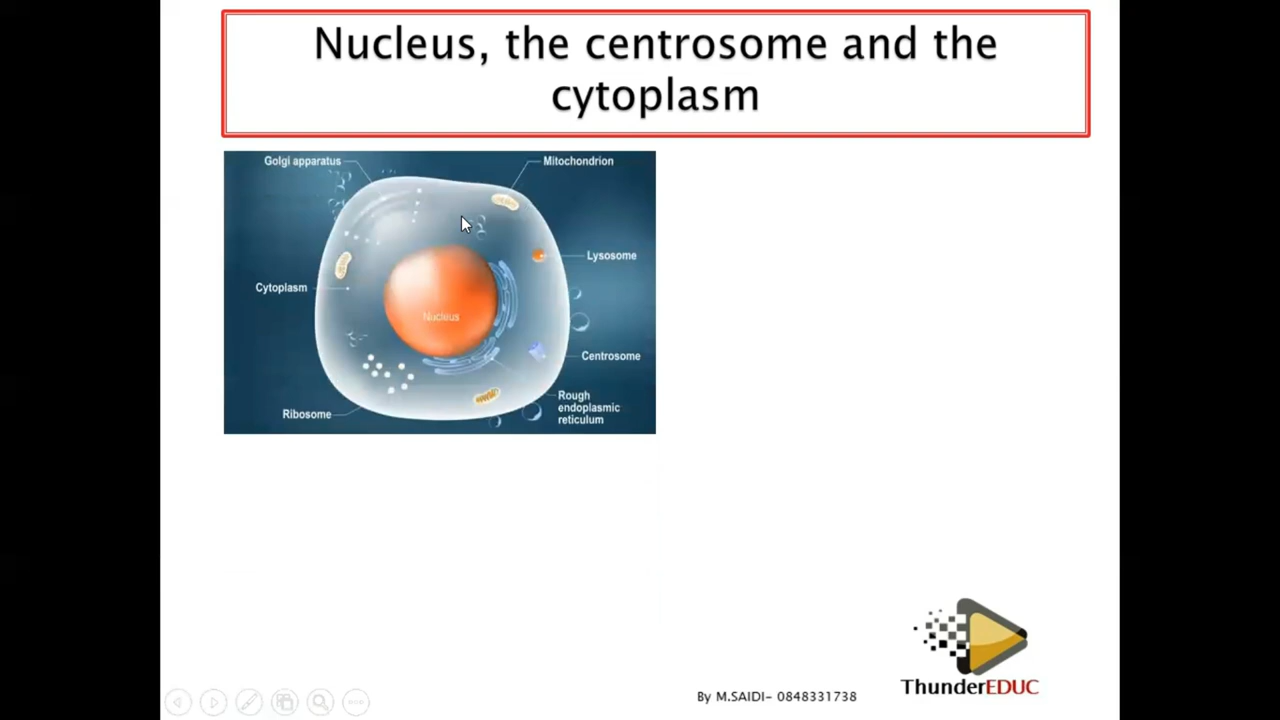 Nucleus, the centrosome and the
cytoplasm
Golgi apparatus
Mitochondrion
Lysosome
Cytoplasm
Nucleus
Centrosome
Rough
endoplasmic
reticulum
Ribosome
By M.SAIDI- 0848331738
ThunderEDUC